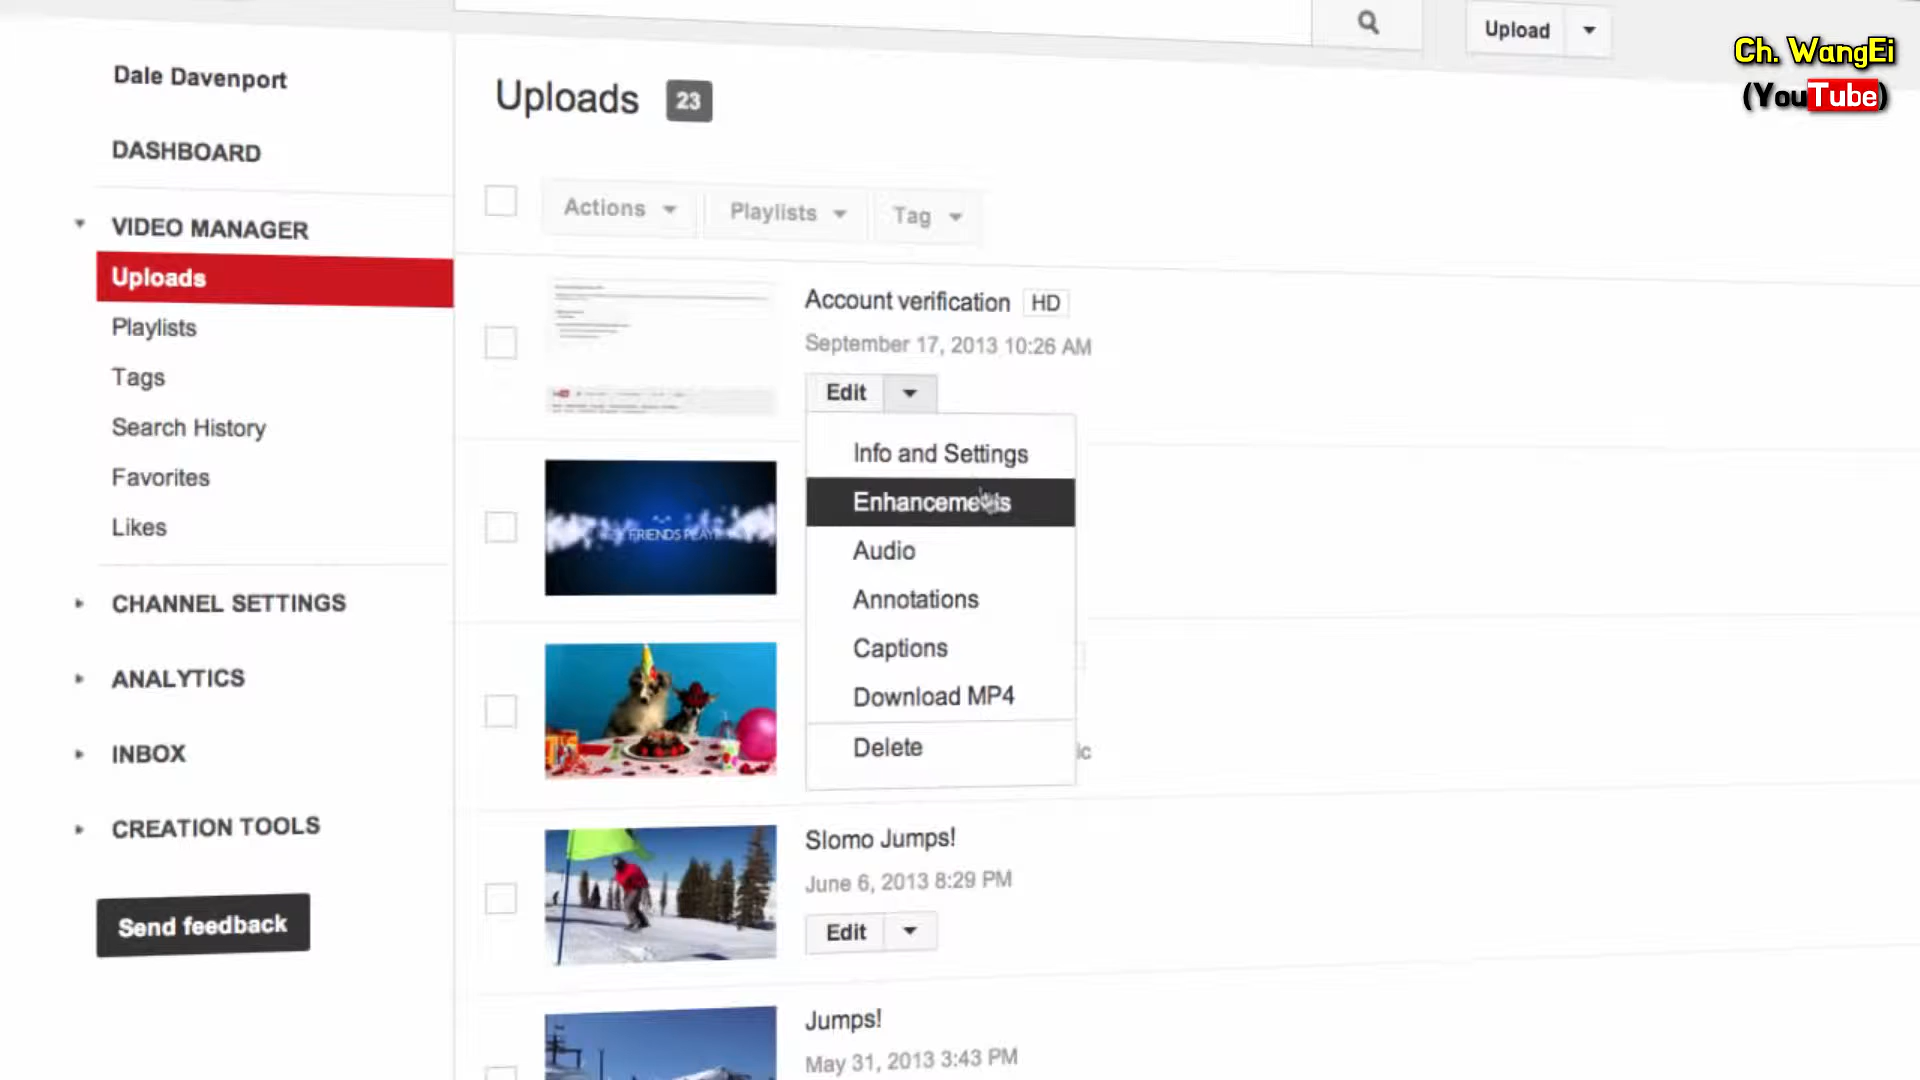 Upload
Ch. WangEi
(YouTube)
Dale Davenport
DASHBOARD
VIDEO MANAGER
Uploads
Playlists
Tags
Search History
Favorites
Likes
CHANNEL SETTINGS
ANALYTICS
INBOX
CREATION TOOLS
Send feedback
Uploads 23
Actions Playlists Tag
Account verification HD
September 17, 2013 10:26 AM
Edit
Info and Settings
Enhancements
Audio
Annotations
Captions
Download MP4
Delete
ic
FRIENDS PLAY
Slomo Jumps!
June 6, 2013 8:29 PM
Edit
Jumps!
May 31, 2013 3:43 PM